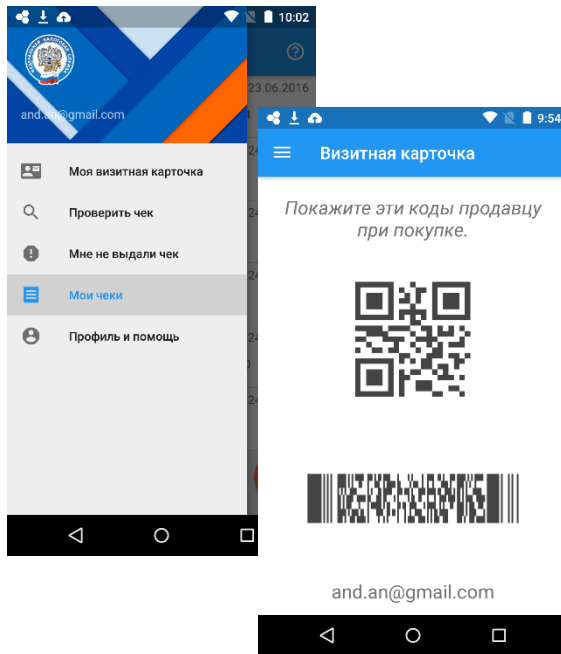 10:02
23.06.2016
and.an@gmail.com
Моя визитная карточка
Проверить чек
Мне не выдали чек
Мои чеки
Профиль и помощь
9:54
Визитная карточка
Покажите эти коды продавцу
при покупке.
and.an@gmail.com